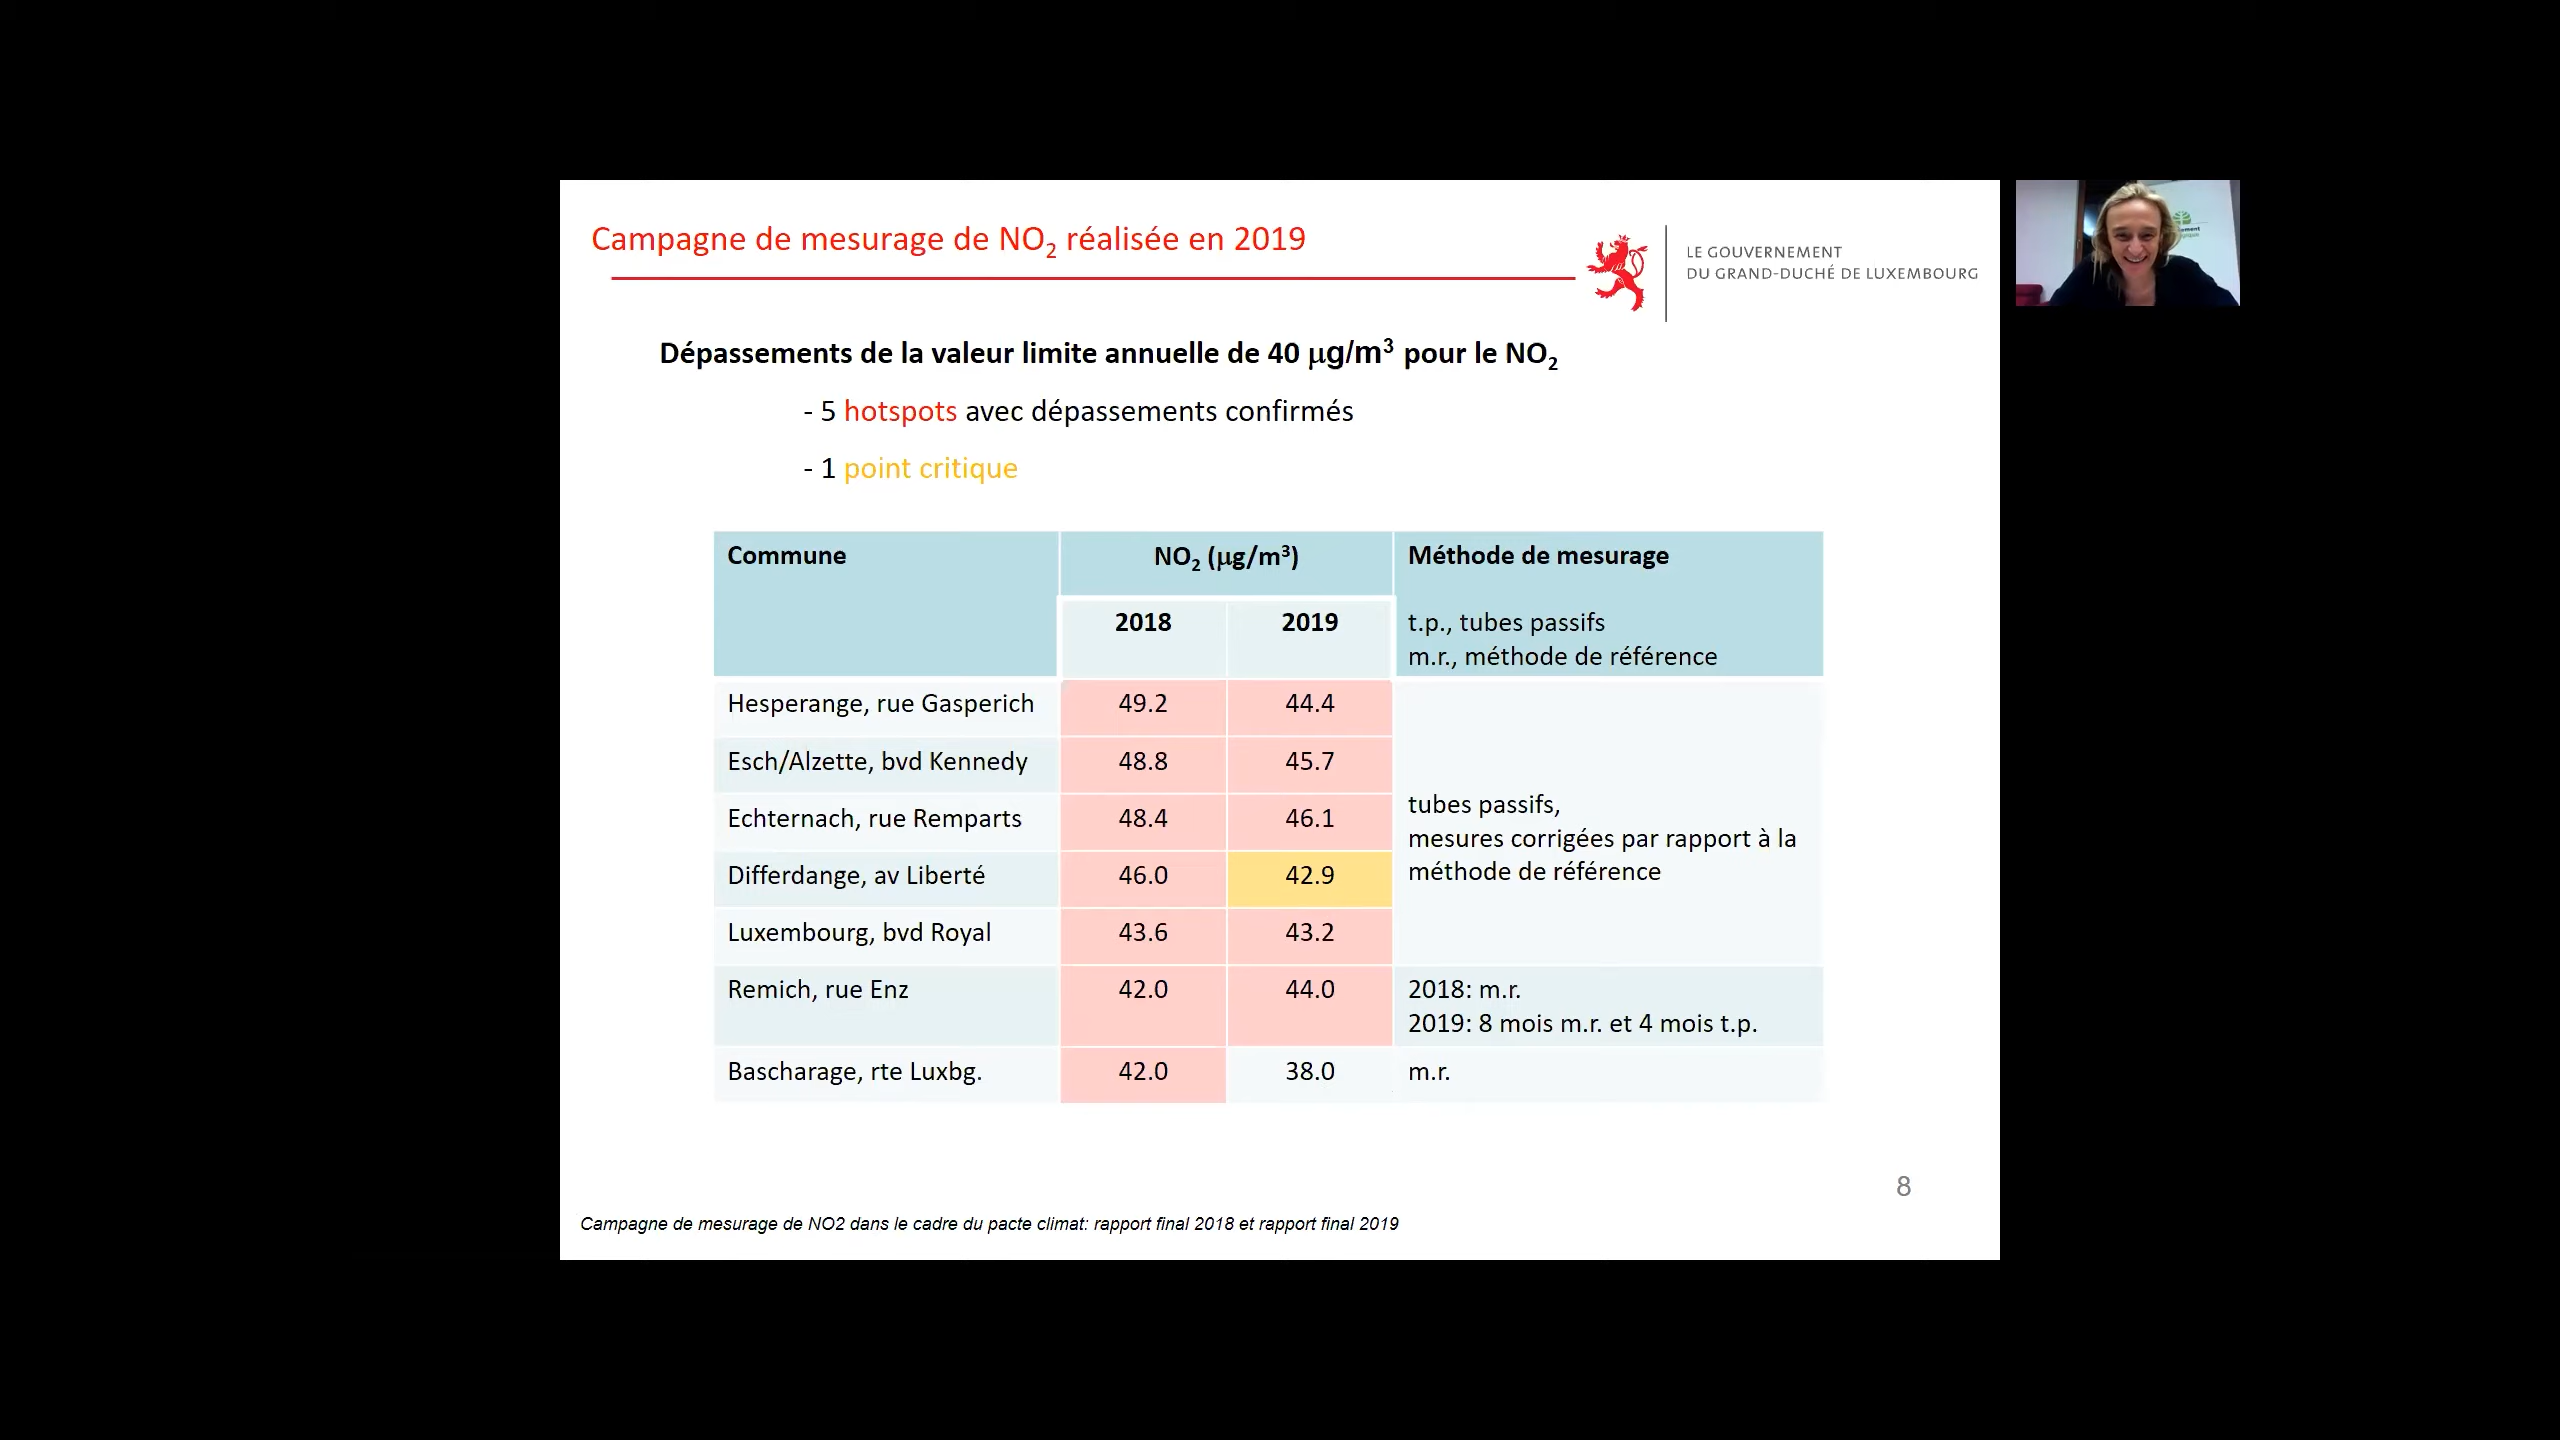 Campagne de mesurage de NO2 réalisée en 2019
LE GOUVERNEMENT
DU GRAND-DUCHÉ DE LUXEMBOURG
Dépassements de la valeur limite annuelle de 40 µg/m³ pour le NO2
- 5 hotspots avec dépassements confirmés
- 1 point critique
Commune NO2 (µg/m³) Méthode de mesurage
2018 2019 t.p., tubes passifs
m.r., méthode de référence
Hesperange, rue Gasperich 49.2 44.4
Esch/Alzette, bvd Kennedy 48.8 45.7
Echternach, rue Remparts 48.4 46.1
Differdange, av Liberté 46.0 42.9
Luxembourg, bvd Royal 43.6 43.2
tubes passifs,
mesures corrigées par rapport à la
méthode de référence
Remich, rue Enz 42.0 44.0 2018: m.r.
2019: 8 mois m.r. et 4 mois t.p.
Bascharage, rte Luxbg. 42.0 38.0 m.r.
8
Campagne de mesurage de NO2 dans le cadre du pacte climat: rapport final 2018 et rapport final 2019